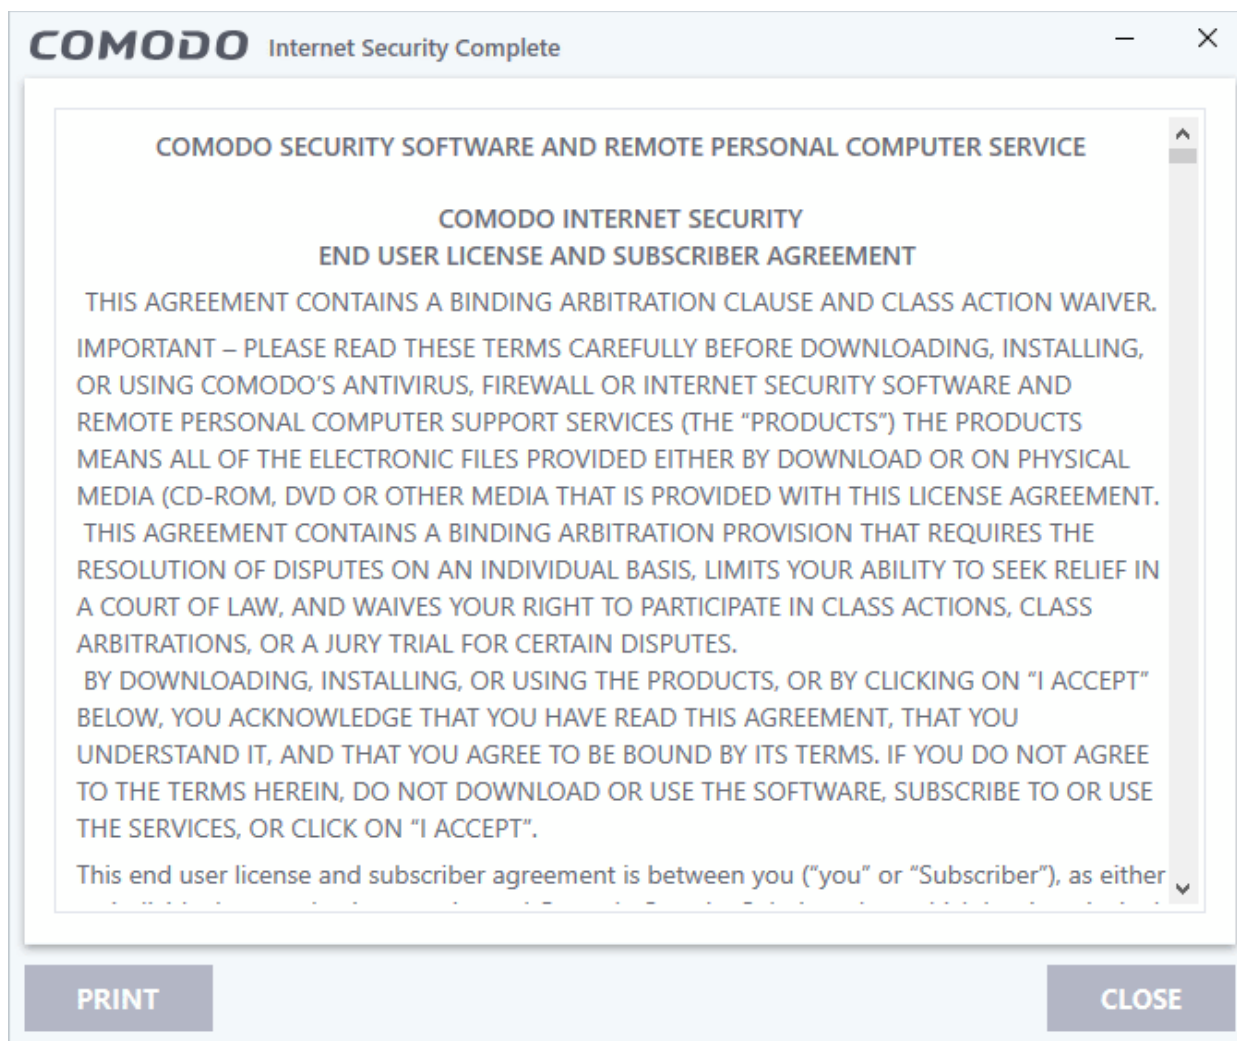 COMODO Internet Security Complete
COMODO SECURITY SOFTWARE AND REMOTE PERSONAL COMPUTER SERVICE
COMODO INTERNET SECURITY
END USER LICENSE AND SUBSCRIBER AGREEMENT
THIS AGREEMENT CONTAINS A BINDING ARBITRATION CLAUSE AND CLASS ACTION WAIVER.
IMPORTANT – PLEASE READ THESE TERMS CAREFULLY BEFORE DOWNLOADING, INSTALLING,
OR USING COMODO’S ANTIVIRUS, FIREWALL OR INTERNET SECURITY SOFTWARE AND
REMOTE PERSONAL COMPUTER SUPPORT SERVICES (THE “PRODUCTS”) THE PRODUCTS
MEANS ALL OF THE ELECTRONIC FILES PROVIDED EITHER BY DOWNLOAD OR ON PHYSICAL
MEDIA (CD-ROM, DVD OR OTHER MEDIA THAT IS PROVIDED WITH THIS LICENSE AGREEMENT.
THIS AGREEMENT CONTAINS A BINDING ARBITRATION PROVISION THAT REQUIRES THE
RESOLUTION OF DISPUTES ON AN INDIVIDUAL BASIS, LIMITS YOUR ABILITY TO SEEK RELIEF IN
A COURT OF LAW, AND WAIVES YOUR RIGHT TO PARTICIPATE IN CLASS ACTIONS, CLASS
ARBITRATIONS, OR A JURY TRIAL FOR CERTAIN DISPUTES.
BY DOWNLOADING, INSTALLING, OR USING THE PRODUCTS, OR BY CLICKING ON “I ACCEPT”
BELOW, YOU ACKNOWLEDGE THAT YOU HAVE READ THIS AGREEMENT, THAT YOU
UNDERSTAND IT, AND THAT YOU AGREE TO BE BOUND BY ITS TERMS. IF YOU DO NOT AGREE
TO THE TERMS HEREIN, DO NOT DOWNLOAD OR USE THE SOFTWARE, SUBSCRIBE TO OR USE
THE SERVICES, OR CLICK ON “I ACCEPT”.
This end user license and subscriber agreement is between you (“you” or “Subscriber”), as either
PRINT
CLOSE